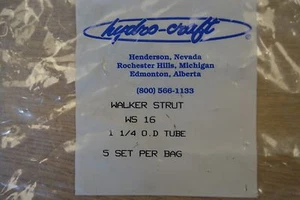 hydro-craft
Henderson, Nevada
Rochester Hills, Michigan
Edmonton, Alberta
(800) 566-1133
WALKER STRUT
WS 16
1 1/4 O.D TUBE
5 SET PER BAG